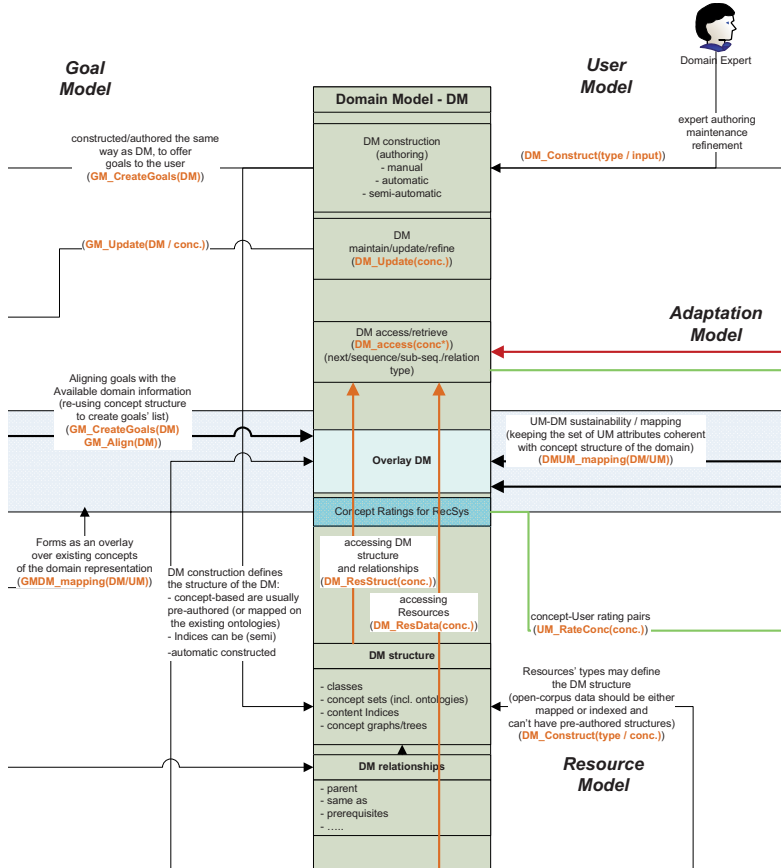 Goal
Model
User
Model
Domain Expert
Domain Model - DM
expert authoring
maintenance
refinement
constructed/authored the same
way as DM, to offer
goals to the user
(GM_CreateGoals(DM))
DM construction
(authoring)
- manual
- automatic
- semi-automatic
(DM_Construct(type / input))
(GM_Update(DM / conc.))
DM
maintain/update/refine
(DM_Update(conc.)
Adaptation
Model
DM access/retrieve
(DM_access(conc*))
(next/sequence/sub-seq./relation
type)
Aligning goals with the
Available domain information
(re-using concept structure
to create goals' list)
(GM_CreateGoals(DM)
GM_Align(DM))
Overlay DM
UM-DM sustainability / mapping
(keeping the set of UM attributes coherent
with concept structure of the domain)
(DMUM_mapping(DM/UM))
Concept Ratings for RecSys
Forms as an overlay
over existing concepts
of the domain representation
(GMDM_mapping(DM/UM))
DM construction defines
the structure of the DM:
- concept-based are usually
pre-authored (or mapped on
the existing ontologies)
- Indices can be (semi)
-automatic constructed
accessing DM
structure
and relationships
(DM_ResStruct(conc.))
accessing
Resources
(DM_ResData(conc.))
concept-User rating pairs
(UM_RateConc(conc.))
DM structure
- classes
- concept sets (incl. ontologies)
- content Indices
- concept graphs/trees
Resources' types may define
the DM structure
(open-corpus data should be either
mapped or indexed and
can't have pre-authored structures)
(DM_Construct(type / conc.))
Resource
Model
DM relationships
- parent
- same as
- prerequisites
- .....